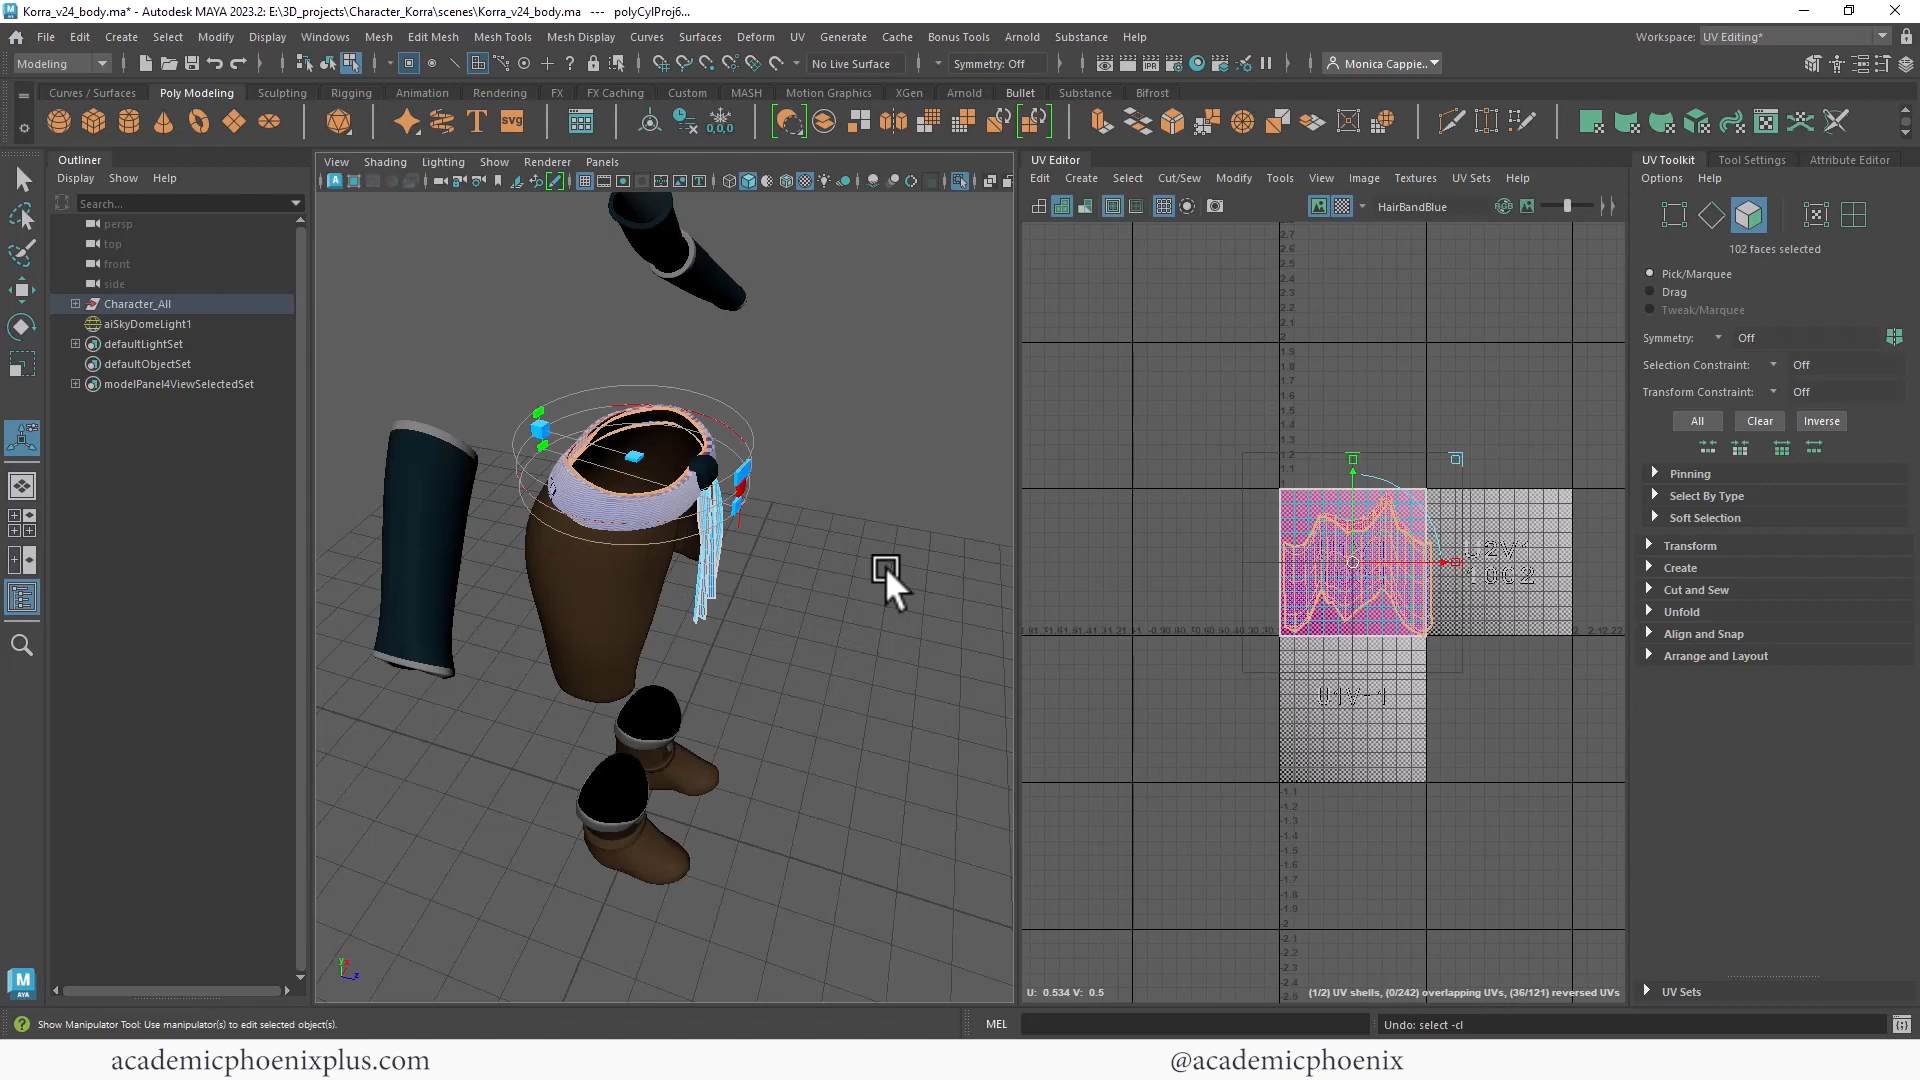 Korra_v24_body.ma* - Autodesk MAYA 2023.2: E:\3D_projects\Character_Korra\scenes\Korra_v24_body.ma --- polyCylProj6...
File Edit Create Select Modify Display Windows Mesh Edit Mesh Mesh Tools Mesh Display Curves Surfaces Deform UV Generate Cache Bonus Tools Arnold Substance Help
Workspace: UV Editing*
Modeling No Live Surface Symmetry: Off Monica Cappie..
Curves / Surfaces Poly Modeling Sculpting Rigging Animation Rendering FX FX Caching Custom MASH Motion Graphics XGen Arnold Bullet Substance Bifrost
Outliner
Display Show Help
Search...
persp
top
front
side
Character_All
aiSkyDomeLight1
defaultLightSet
defaultObjectSet
modelPanel4ViewSelectedSet
View Shading Lighting Show Renderer Panels
UV Editor
Edit Create Select Cut/Sew Modify Tools View Image Textures UV Sets Help
HairBandBlue
U: 0.534 V: 0.5
(1/2) UV shells, (0/242) overlapping UVs, (36/121) reversed UVs
UV Toolkit Tool Settings Attribute Editor
Options Help
102 faces selected
Pick/Marquee
Drag
Tweak/Marquee
Symmetry: Off
Selection Constraint: Off
Transform Constraint: Off
All Clear Inverse
Pinning
Select By Type
Soft Selection
Transform
Create
Cut and Sew
Unfold
Align and Snap
Arrange and Layout
UV Sets
Show Manipulator Tool: Use manipulator(s) to edit selected object(s).
MEL
Undo: select -cl
academicphoenixplus.com
@academicphoenix